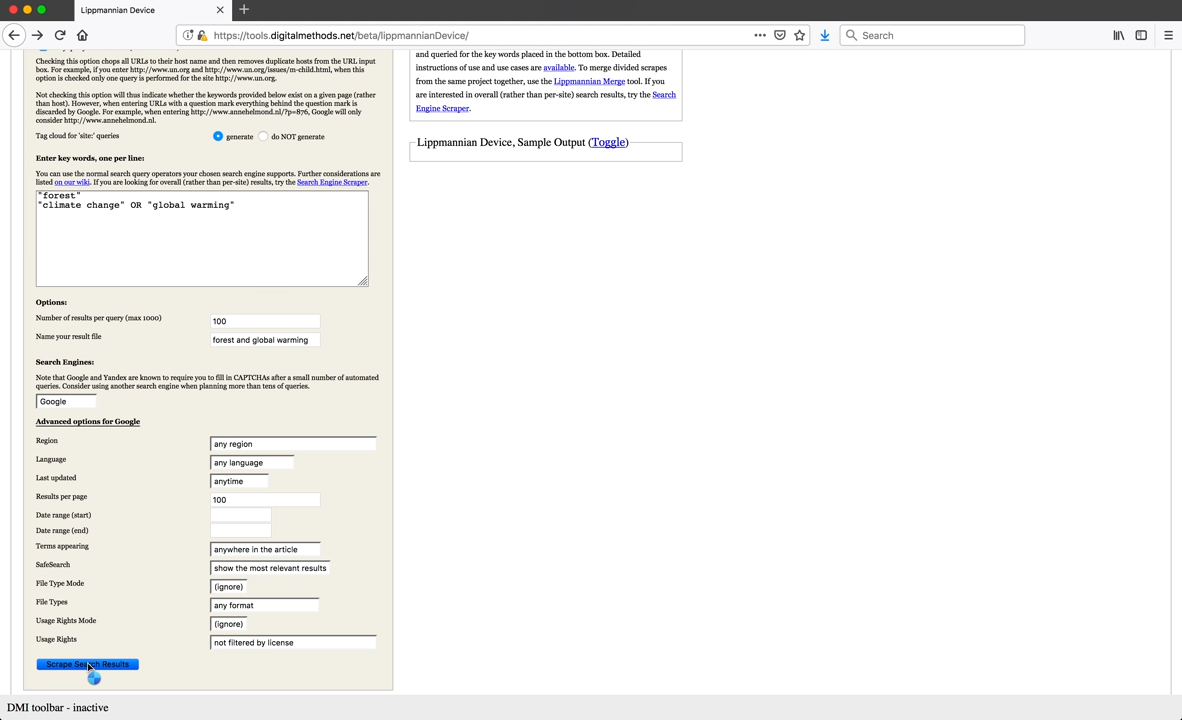 Lippmannian Device
https://tools.digitalmethods.net/beta/lippmannianDevice/
Search
Checking this option chops all URLs to their host name and then removes duplicate hosts from the URL input
box. For example, if you enter http://www.un.org and http://www.un.org/issues/m-child.html, when this
option is checked only one query is performed for the site http://www.un.org.
Not checking this option will thus indicate whether the keywords provided below exist on a given page (rather
than host). However, when entering URLs with a question mark everything behind the question mark is
discarded by Google. For example, when entering http://www.annehelmond.nl/?p=876, Google will only
consider http://www.annehelmond.nl.
Tag cloud for 'site:' queries
generate
do NOT generate
Enter key words, one per line:
You can use the normal search query operators your chosen search engine supports. Further considerations are
listed on our wiki. If you are looking for overall (rather than per-site) results, try the Search Engine Scraper.
"forest"
"climate change" OR "global warming"
Options:
Number of results per query (max 1000)
100
Name your result file
forest and global warming
Search Engines:
Note that Google and Yandex are known to require you to fill in CAPTCHAs after a small number of automated
queries. Consider using another search engine when planning more than tens of queries.
Google
Advanced options for Google
Region
any region
Language
any language
Last updated
anytime
Results per page
100
Date range (start)
Date range (end)
Terms appearing
anywhere in the article
SafeSearch
show the most relevant results
File Type Mode
(ignore)
File Types
any format
Usage Rights Mode
(ignore)
Usage Rights
not filtered by license
Scrape Search Results
and queried for the key words placed in the bottom box. Detailed
instructions of use and use cases are available. To merge divided scrapes
from the same project together, use the Lippmannian Merge tool. If you
are interested in overall (rather than per-site) search results, try the Search
Engine Scraper.
Lippmannian Device, Sample Output (Toggle)
DMI toolbar - inactive